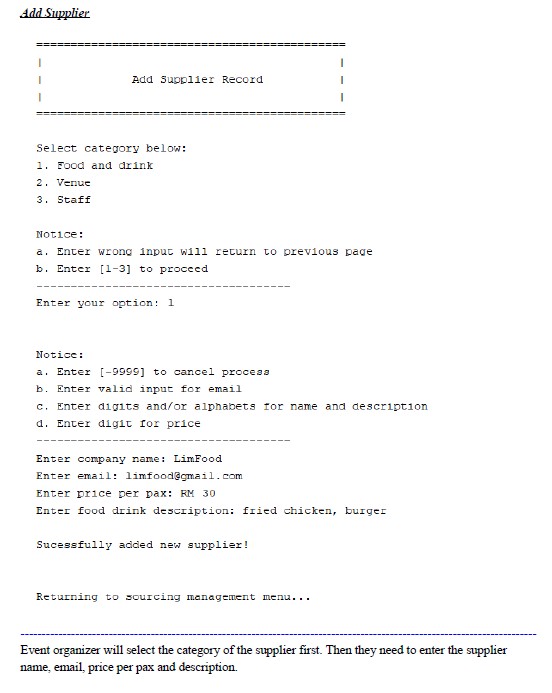 Add Supplier
=============================================
|                                           |
|             Add Supplier Record           |
|                                           |
=============================================
Select category below:
1. Food and drink
2. Venue
3. Staff
Notice:
a. Enter wrong input will return to previous page
b. Enter [1-3] to proceed
-------------------------------------
Enter your option: 1
Notice:
a. Enter [-9999] to cancel process
b. Enter valid input for email
c. Enter digits and/or alphabets for name and description
d. Enter digit for price
-------------------------------------
Enter company name: LimFood
Enter email: limfood@gmail.com
Enter price per pax: RM 30
Enter food drink description: fried chicken, burger
Sucessfully added new supplier!
Returning to sourcing management menu...
Event organizer will select the category of the supplier first. Then they need to enter the supplier
name, email, price per pax and description.